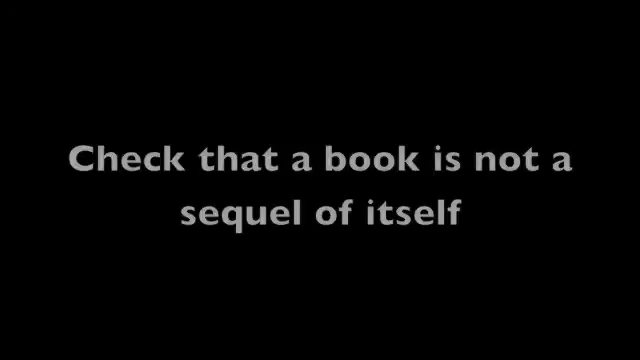 Check that a book is not a
sequel of itself